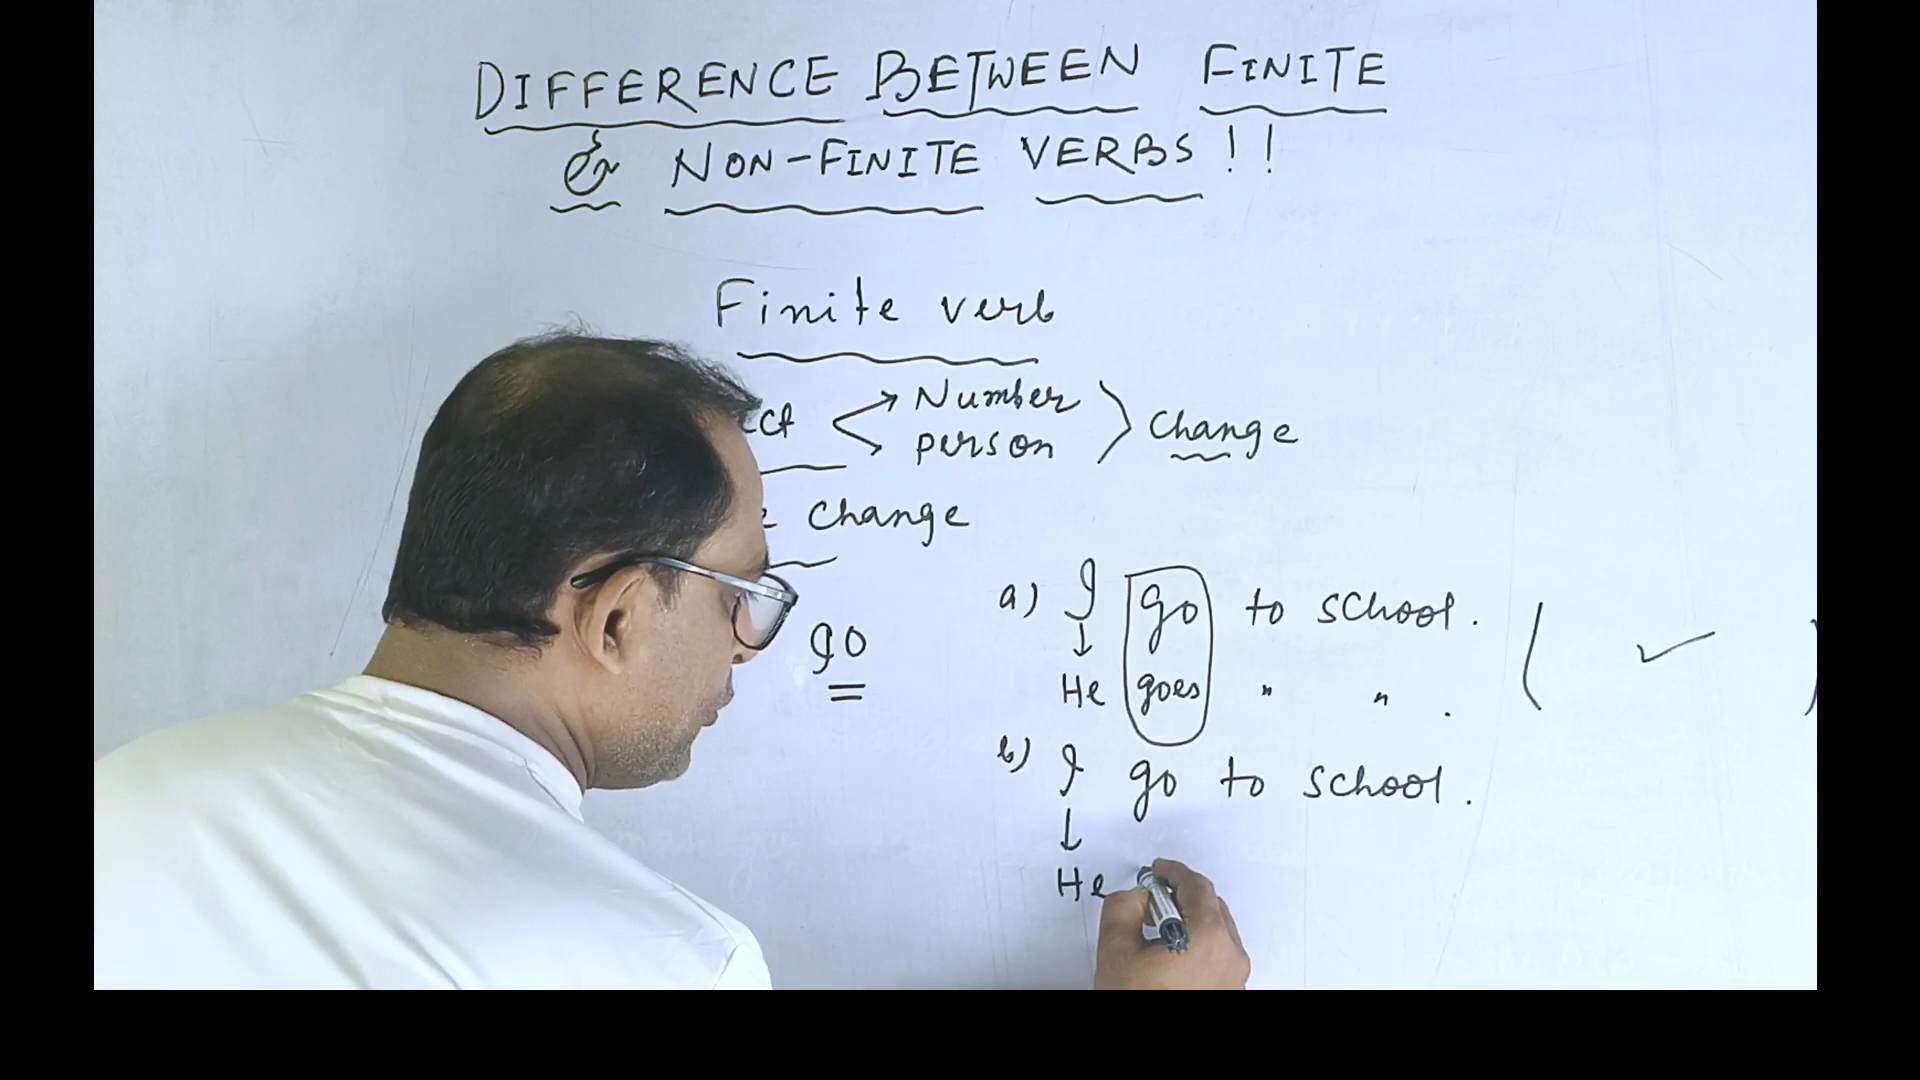 DIFFERENCE BETWEEN FINITE
& NON-FINITE VERBS!!
Finite verb
Number
person
Change
Change
go
a) I go to school.
↓
He goes " " .
( ✓ )
b) I go to school.
↓
He